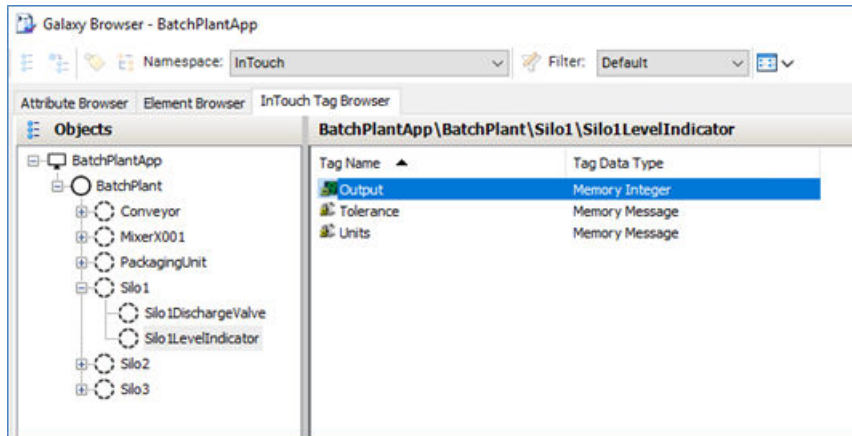 Galaxy Browser - BatchPlantApp
Namespace: InTouch Filter: Default
Attribute Browser Element Browser InTouch Tag Browser
Objects BatchPlantApp\BatchPlant\Silo1\Silo1LevelIndicator
Tag Name Tag Data Type
BatchPlantApp
Output Memory Integer
BatchPlant
Tolerance Memory Message
Conveyor
Units Memory Message
MixerX001
PackagingUnit
Silo1
Silo1DischargeValve
Silo1LevelIndicator
Silo2
Silo3